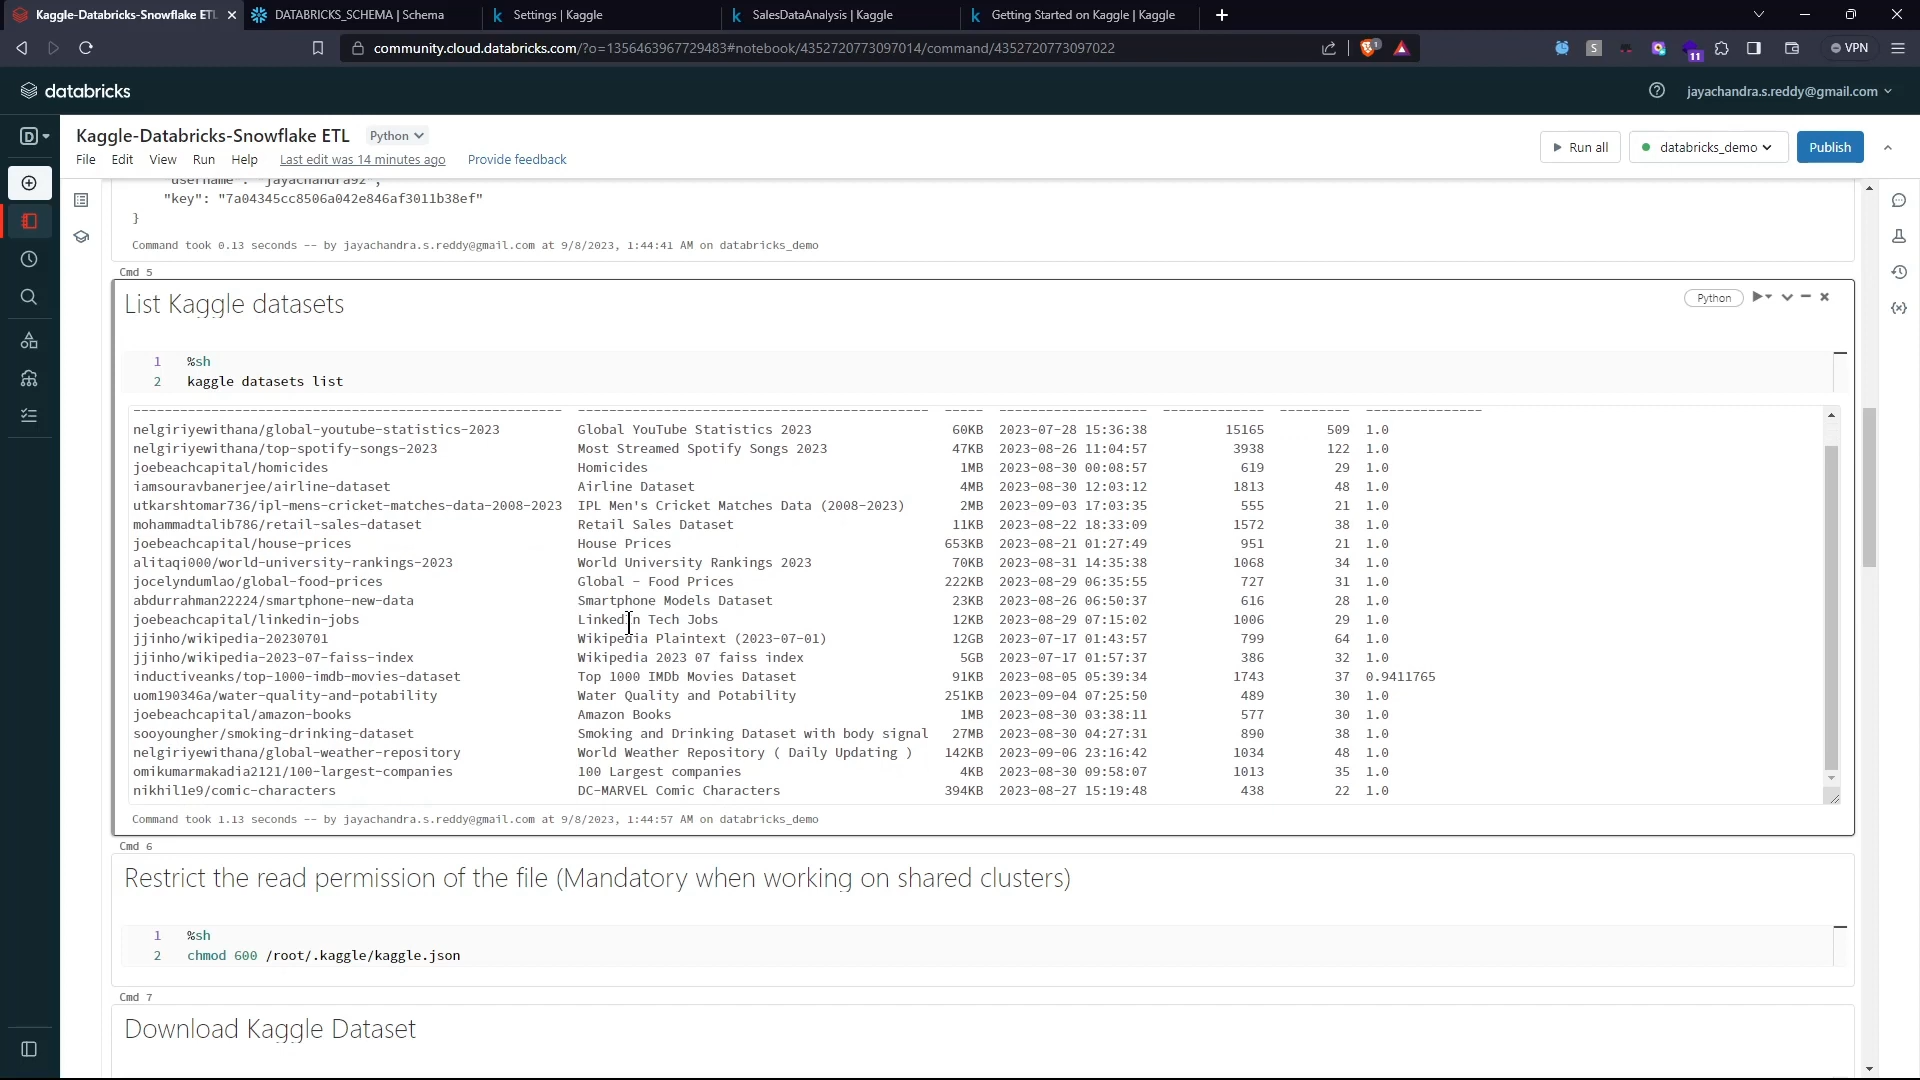 Kaggle-Databricks-Snowflake ETL
DATABRICKS_SCHEMA | Schema
Settings | Kaggle
SalesDataAnalysis | Kaggle
Getting Started on Kaggle | Kaggle
community.cloud.databricks.com/?o=1356463967729483#notebook/4352720773097014/command/4352720773097022
1
S
11
VPN
databricks
jayachandra.s.reddy@gmail.com
D
Kaggle-Databricks-Snowflake ETL Python
File Edit View Run Help Last edit was 14 minutes ago Provide feedback
Run all
databricks_demo
Publish
"username": "jayachandra92",
"key": "7a04345cc8506a042e846af3011b38ef"
}
Command took 0.13 seconds -- by jayachandra.s.reddy@gmail.com at 9/8/2023, 1:44:41 AM on databricks_demo
Cmd 5
List Kaggle datasets
Python
1 %sh
2 kaggle datasets list
nelgiriyewithana/global-youtube-statistics-2023 Global YouTube Statistics 2023 60KB 2023-07-28 15:36:38 15165 509 1.0
nelgiriyewithana/top-spotify-songs-2023 Most Streamed Spotify Songs 2023 47KB 2023-08-26 11:04:57 3938 122 1.0
joebeachcapital/homicides Homicides 1MB 2023-08-30 00:08:57 619 29 1.0
iamsouravbanerjee/airline-dataset Airline Dataset 4MB 2023-08-30 12:03:12 1813 48 1.0
utkarshtomar736/ipl-mens-cricket-matches-data-2008-2023 IPL Men's Cricket Matches Data (2008-2023) 2MB 2023-09-03 17:03:35 555 21 1.0
mohammadtalib786/retail-sales-dataset Retail Sales Dataset 11KB 2023-08-22 18:33:09 1572 38 1.0
joebeachcapital/house-prices House Prices 653KB 2023-08-21 01:27:49 951 21 1.0
alitaqi000/world-university-rankings-2023 World University Rankings 2023 70KB 2023-08-31 14:35:38 1068 34 1.0
jocelyndumlao/global-food-prices Global - Food Prices 222KB 2023-08-29 06:35:55 727 31 1.0
abdurrahman22224/smartphone-new-data Smartphone Models Dataset 23KB 2023-08-26 06:50:37 616 28 1.0
joebeachcapital/linkedin-jobs LinkedIn Tech Jobs 12KB 2023-08-29 07:15:02 1006 29 1.0
jjinho/wikipedia-20230701 Wikipedia Plaintext (2023-07-01) 12GB 2023-07-17 01:43:57 799 64 1.0
jjinho/wikipedia-2023-07-faiss-index Wikipedia 2023 07 faiss index 5GB 2023-07-17 01:57:37 386 32 1.0
inductiveanks/top-1000-imdb-movies-dataset Top 1000 IMDb Movies Dataset 91KB 2023-08-05 05:39:34 1743 37 0.9411765
uom190346a/water-quality-and-potability Water Quality and Potability 251KB 2023-09-04 07:25:50 489 30 1.0
joebeachcapital/amazon-books Amazon Books 1MB 2023-08-30 03:38:11 577 30 1.0
sooyoungher/smoking-drinking-dataset Smoking and Drinking Dataset with body signal 27MB 2023-08-30 04:27:31 890 38 1.0
nelgiriyewithana/global-weather-repository World Weather Repository ( Daily Updating ) 142KB 2023-09-06 23:16:42 1034 48 1.0
omikumarmakadia2121/100-largest-companies 100 Largest companies 4KB 2023-08-30 09:58:07 1013 35 1.0
nikhil1e9/comic-characters DC-MARVEL Comic Characters 394KB 2023-08-27 15:19:48 438 22 1.0
Command took 1.13 seconds -- by jayachandra.s.reddy@gmail.com at 9/8/2023, 1:44:57 AM on databricks_demo
Cmd 6
Restrict the read permission of the file (Mandatory when working on shared clusters)
1 %sh
2 chmod 600 /root/.kaggle/kaggle.json
Cmd 7
Download Kaggle Dataset